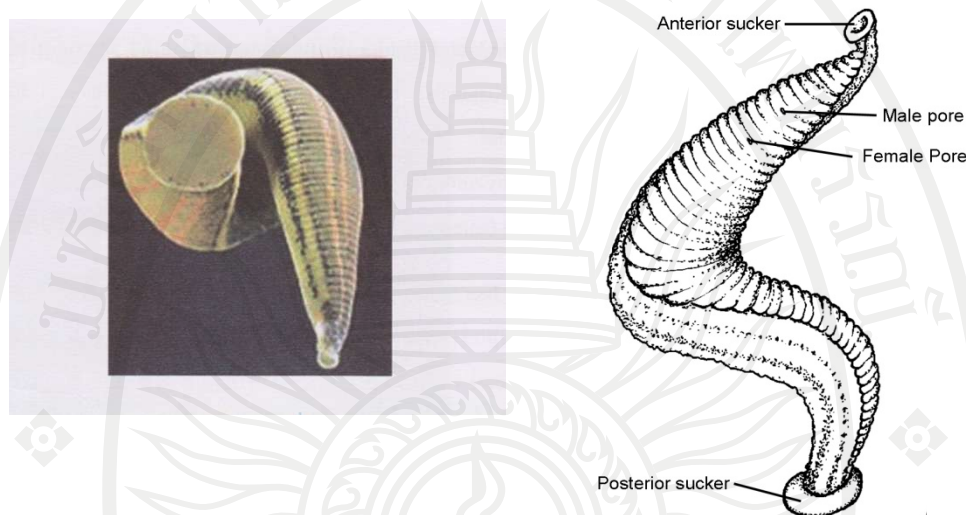 Anterior sucker
Male pore
Female Pore
Posterior sucker